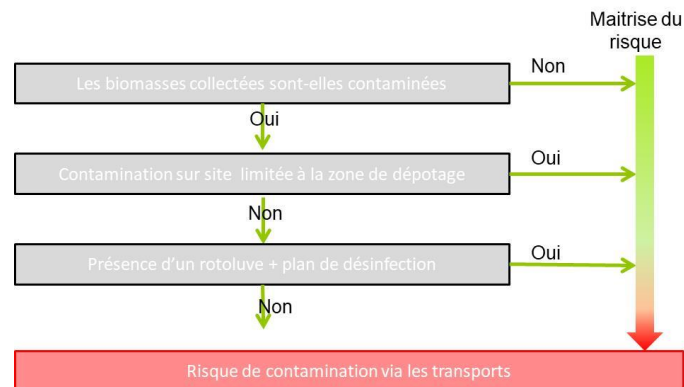 Maitrise du
risque
Les biomasses collectées sont-elles contaminées
Non
Oui
Contamination sur site limitée à la zone de dépotage
Oui
Non
Présence d'un rotoluve + plan de désinfection
Oui
Non
Risque de contamination via les transports